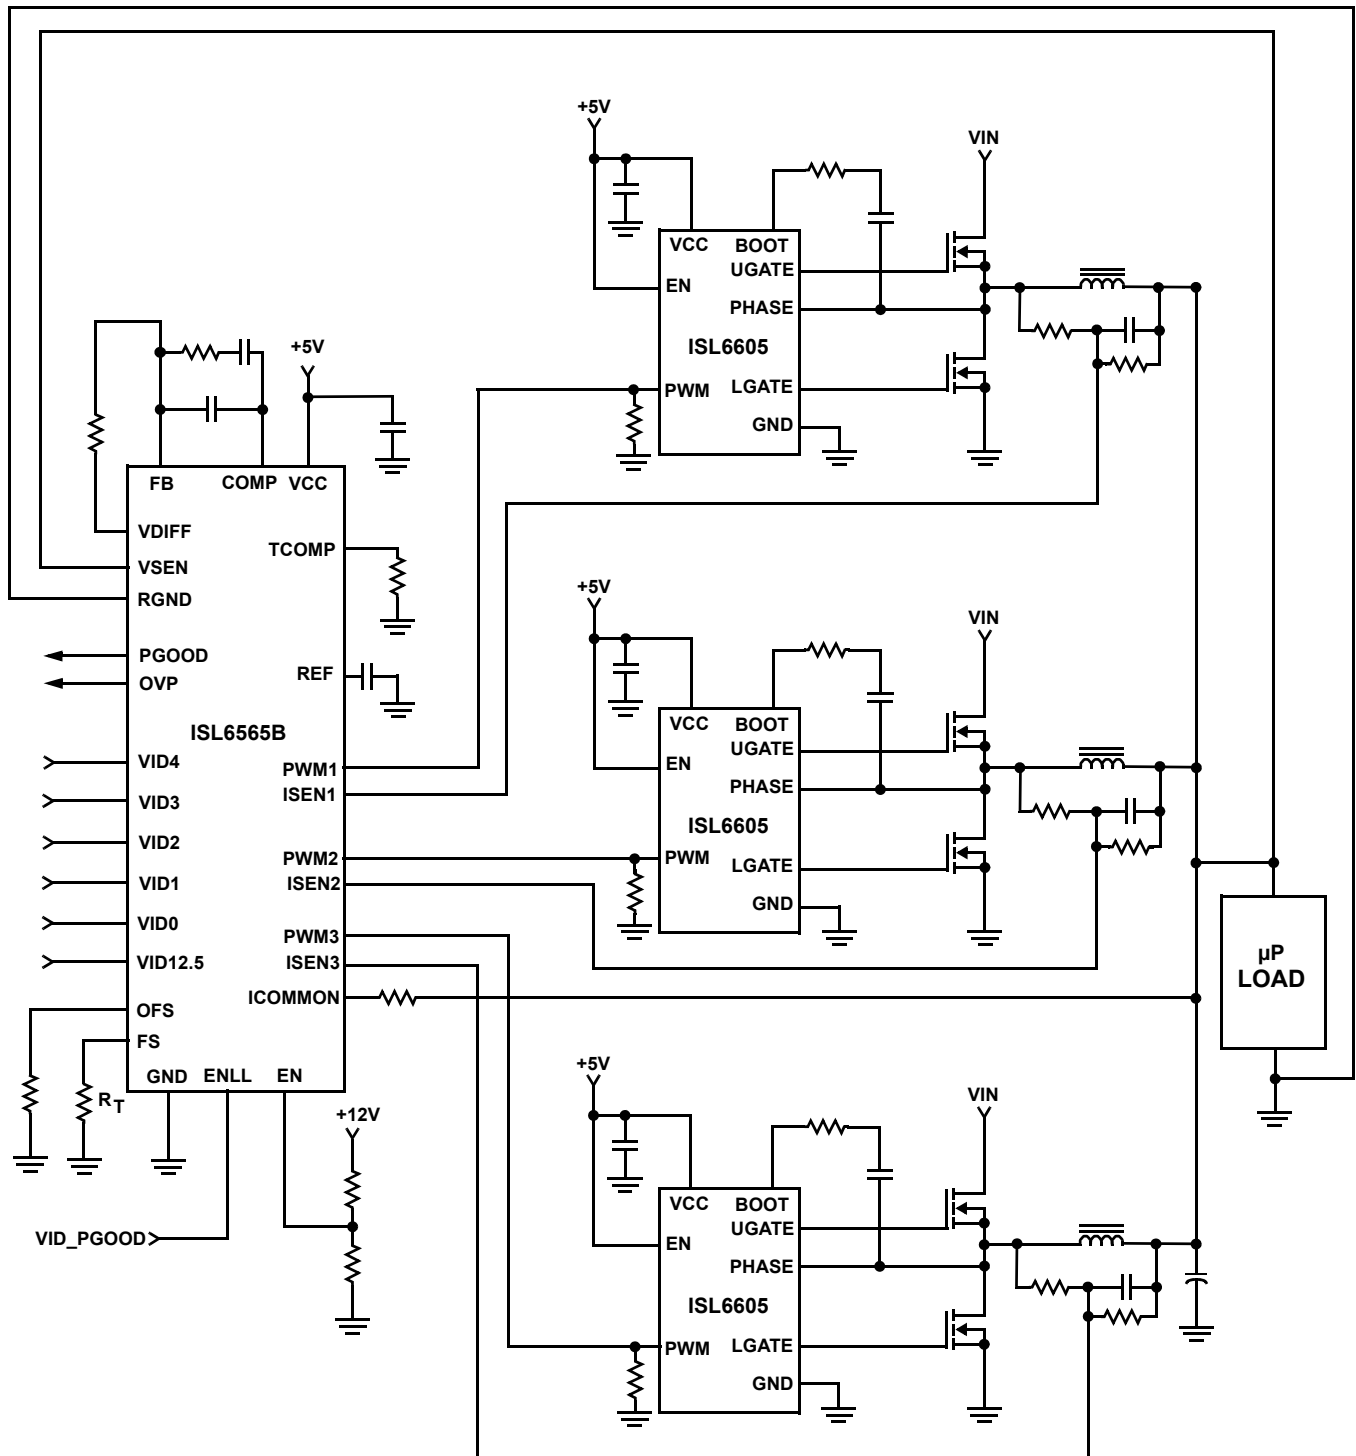 +5V
VIN
VCC
BOOT
UGATE
EN
PHASE
ISL6605
PWM
LGATE
GND
+5V
FB
COMP
VCC
VDIFF
TCOMP
VSEN
RGND
PGOOD
REF
OVP
ISL6565B
VID4
PWM1
VID3
ISEN1
VID2
PWM2
VID1
ISEN2
VID0
PWM3
VID12.5
ISEN3
ICOMMON
OFS
FS
GND
ENLL
EN
RT
+12V
VID_PGOOD
+5V
VIN
VCC
BOOT
UGATE
EN
PHASE
ISL6605
PWM
LGATE
GND
µP
LOAD
+5V
VIN
VCC
BOOT
UGATE
EN
PHASE
ISL6605
PWM
LGATE
GND